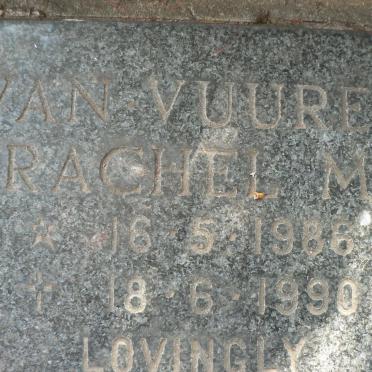 VAN VUURE
RACHEL M
★ 16·5·1986
✝ 18·6·1990
LOVINGLY